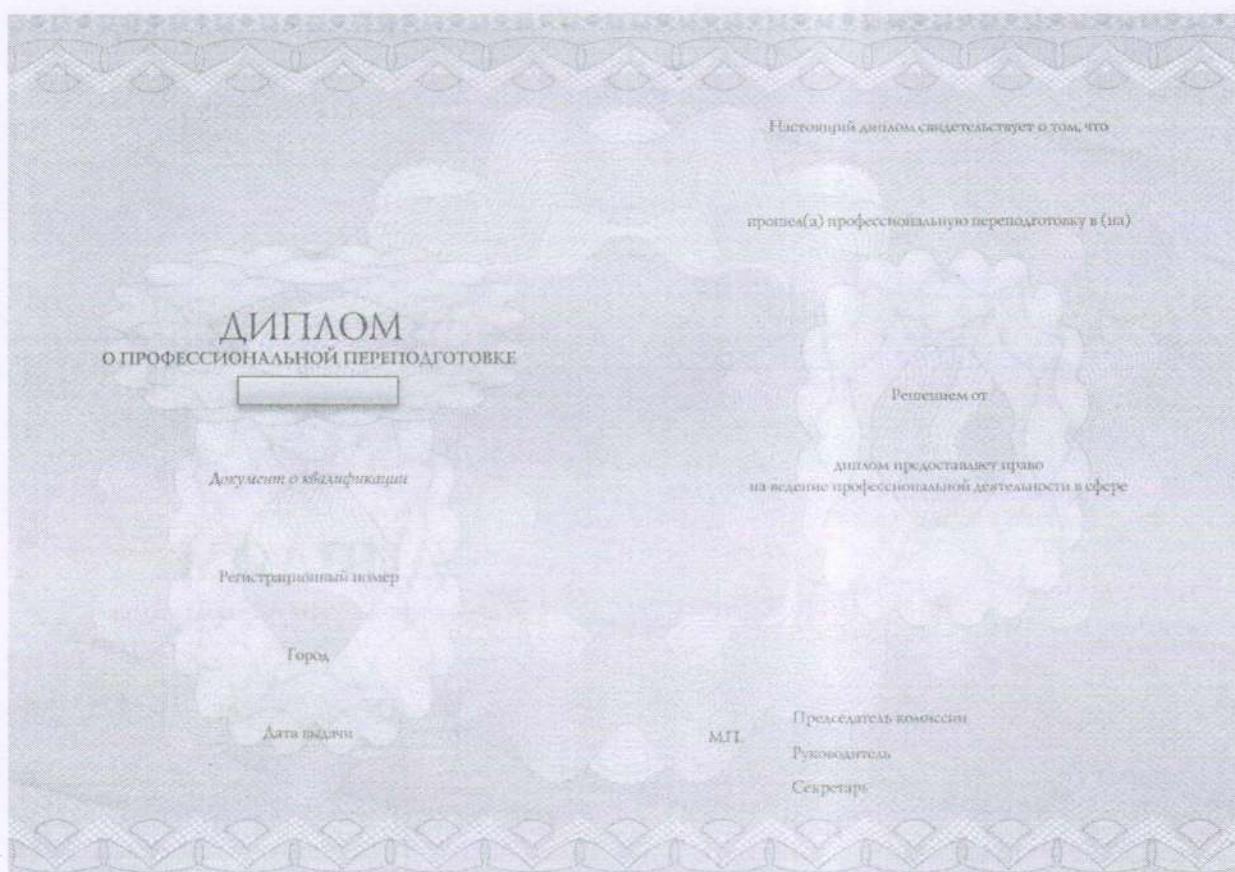 ДИПЛОМ
О ПРОФЕССИОНАЛЬНОЙ ПЕРЕПОДГОТОВКЕ
Документ о квалификации
Регистрационный номер
Город
Дата выдачи
Настоящий диплом свидетельствует о том, что
прошел(а) профессиональную переподготовку в (на)
Решением от
диплом предоставляет право
на ведение профессиональной деятельности в сфере
М.П.
Председатель комиссии
Руководитель
Секретарь